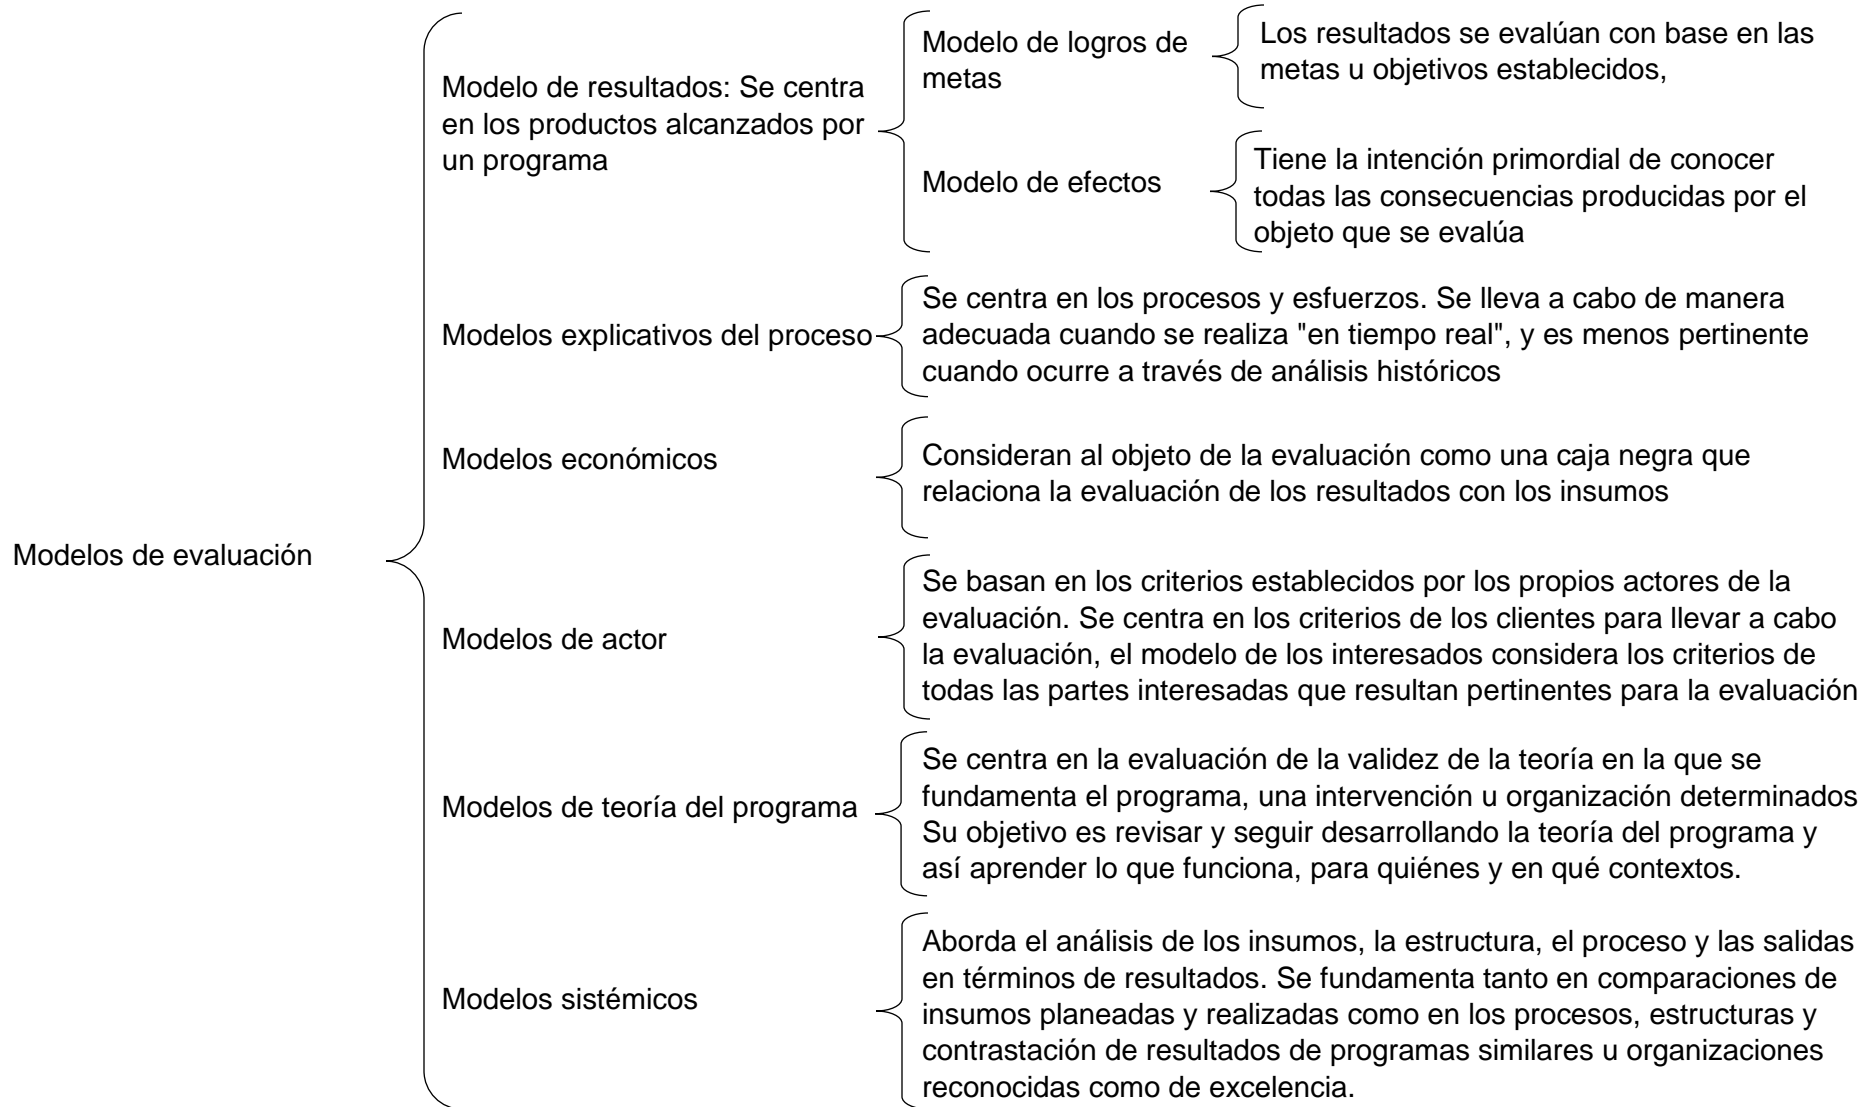 Modelos de evaluación
Modelo de resultados: Se centra
en los productos alcanzados por
un programa
Modelo de logros de
metas
Los resultados se evalúan con base en las
metas u objetivos establecidos,
Modelo de efectos
Tiene la intención primordial de conocer
todas las consecuencias producidas por el
objeto que se evalúa
Modelos explicativos del proceso
Se centra en los procesos y esfuerzos. Se lleva a cabo de manera
adecuada cuando se realiza "en tiempo real", y es menos pertinente
cuando ocurre a través de análisis históricos
Modelos económicos
Consideran al objeto de la evaluación como una caja negra que
relaciona la evaluación de los resultados con los insumos
Modelos de actor
Se basan en los criterios establecidos por los propios actores de la
evaluación. Se centra en los criterios de los clientes para llevar a cabo
la evaluación, el modelo de los interesados considera los criterios de
todas las partes interesadas que resultan pertinentes para la evaluación
Modelos de teoría del programa
Se centra en la evaluación de la validez de la teoría en la que se
fundamenta el programa, una intervención u organización determinados
Su objetivo es revisar y seguir desarrollando la teoría del programa y
así aprender lo que funciona, para quiénes y en qué contextos.
Modelos sistémicos
Aborda el análisis de los insumos, la estructura, el proceso y las salidas
en términos de resultados. Se fundamenta tanto en comparaciones de
insumos planeadas y realizadas como en los procesos, estructuras y
contrastación de resultados de programas similares u organizaciones
reconocidas como de excelencia.